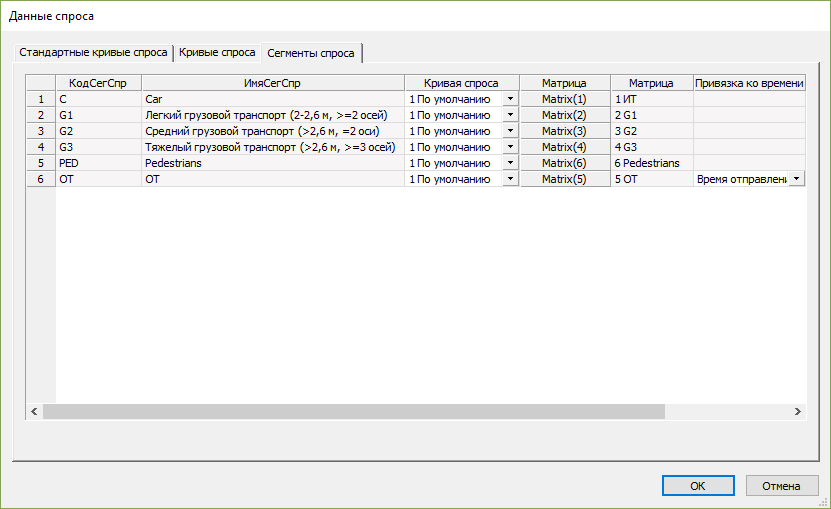 Данные спроса
Стандартные кривые спроса Кривые спроса Сегменты спроса
КодСегСпр ИмяСегСпр Кривая спроса Матрица Матрица Привязка ко времени
1 C Car 1 По умолчанию Matrix(1) 1 ИТ
2 G1 Легкий грузовой транспорт (2-2,6 м, >=2 осей) 1 По умолчанию Matrix(2) 2 G1
3 G2 Средний грузовой транспорт (>2,6 м, =2 оси) 1 По умолчанию Matrix(3) 3 G2
4 G3 Тяжелый грузовой транспорт (>2,6 м, >=3 осей) 1 По умолчанию Matrix(4) 4 G3
5 PED Pedestrians 1 По умолчанию Matrix(6) 6 Pedestrians
6 ОТ ОТ 1 По умолчанию Matrix(5) 5 ОТ Время отправлени
ОК Отмена